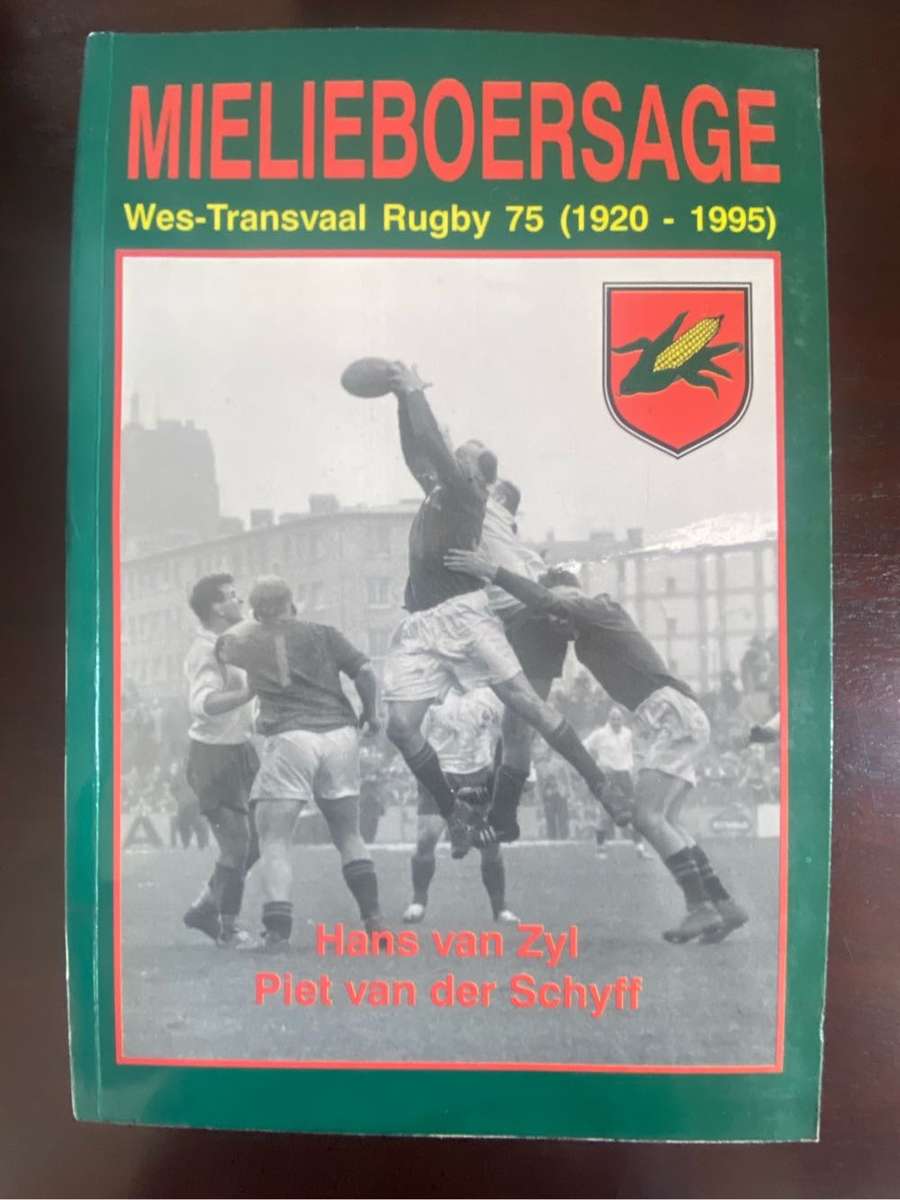 MIELIEBOERSAGE
Wes-Transvaal Rugby 75 (1920 - 1995)
Hans van Zyl
Piet van der Schyff